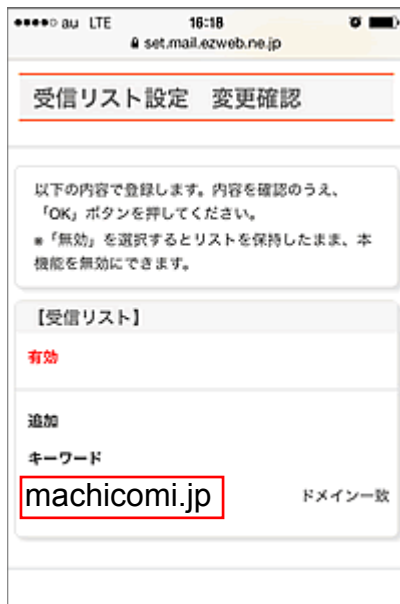 au LTE 16:18
set.mail.ezweb.ne.jp
受信リスト設定　変更確認
以下の内容で登録します。内容を確認のうえ、
「OK」ボタンを押してください。
※「無効」を選択するとリストを保持したまま、本
機能を無効にできます。
【受信リスト】
有効
追加
キーワード
machicomi.jp ドメイン一致